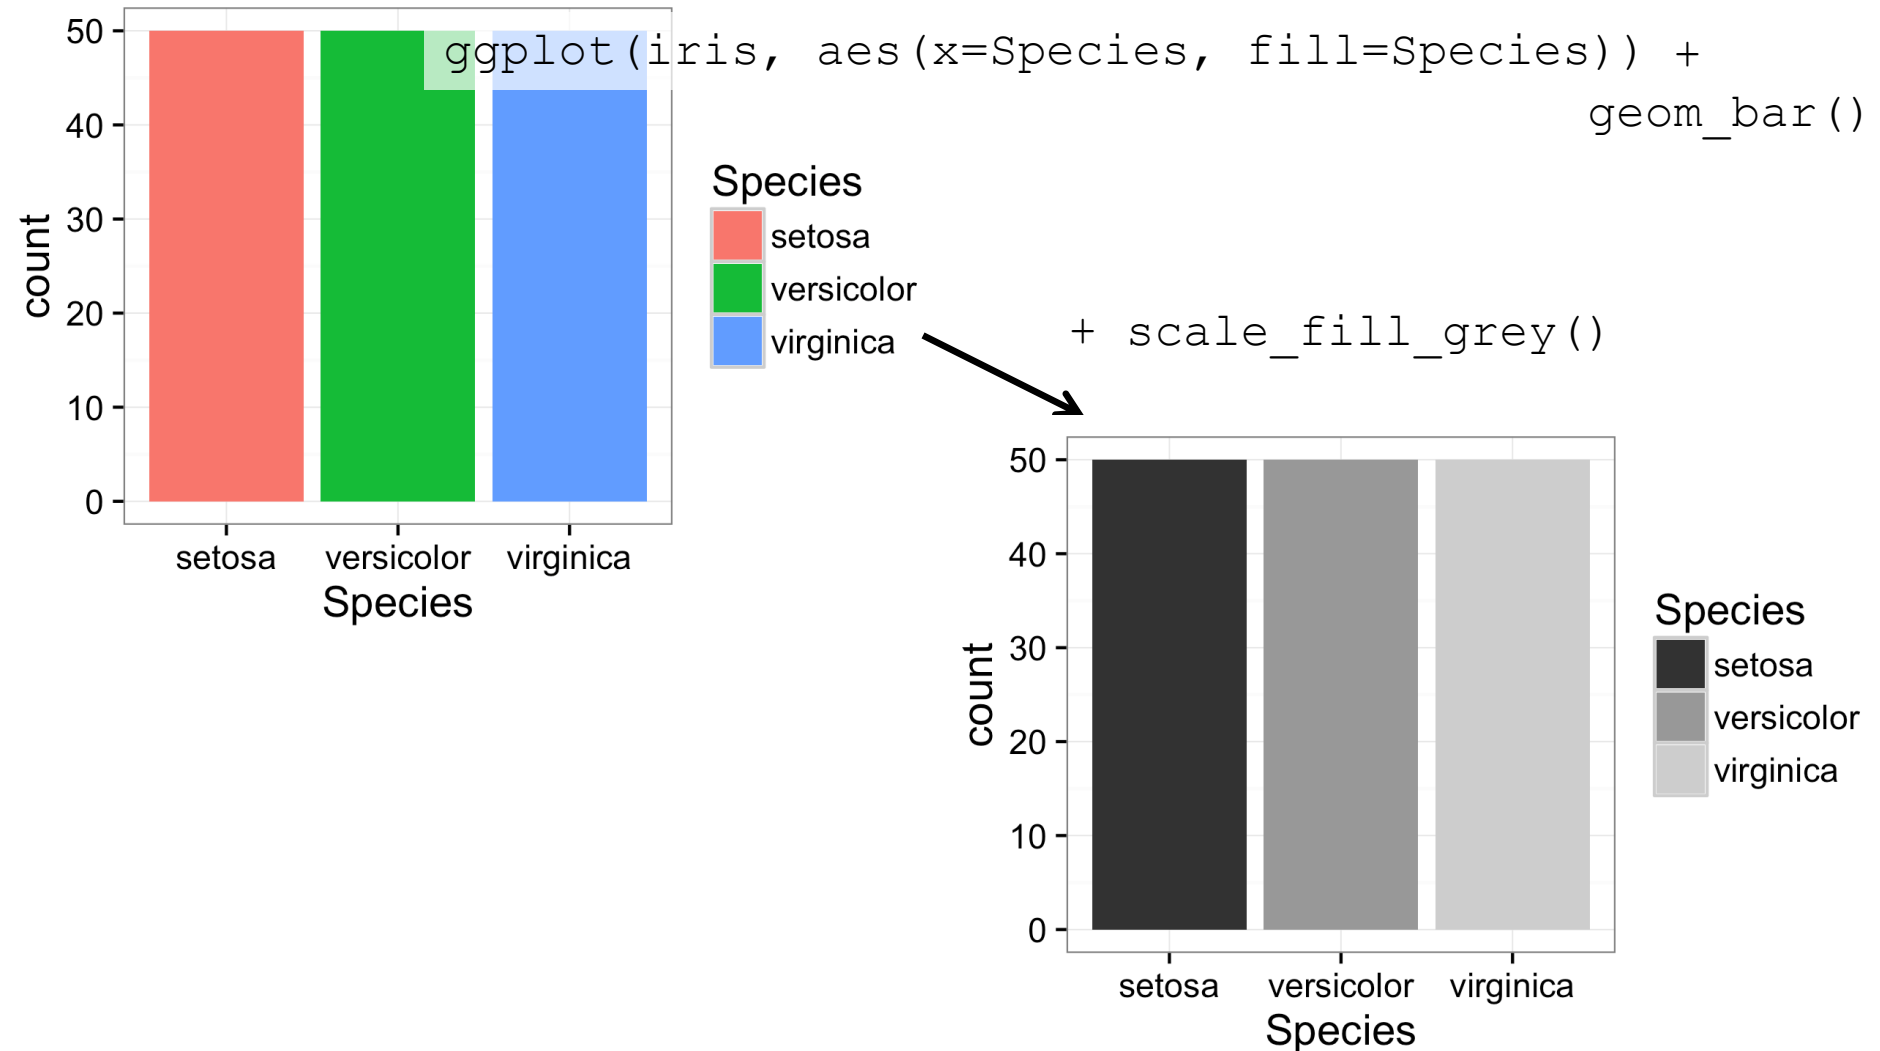 ggplot(iris, aes(x=Species, fill=Species)) +
geom_bar()
50
40
30
20
10
0
count
setosa versicolor virginica
Species
Species
setosa
versicolor
virginica
+ scale_fill_grey()
50
40
30
20
10
0
count
setosa versicolor virginica
Species
Species
setosa
versicolor
virginica